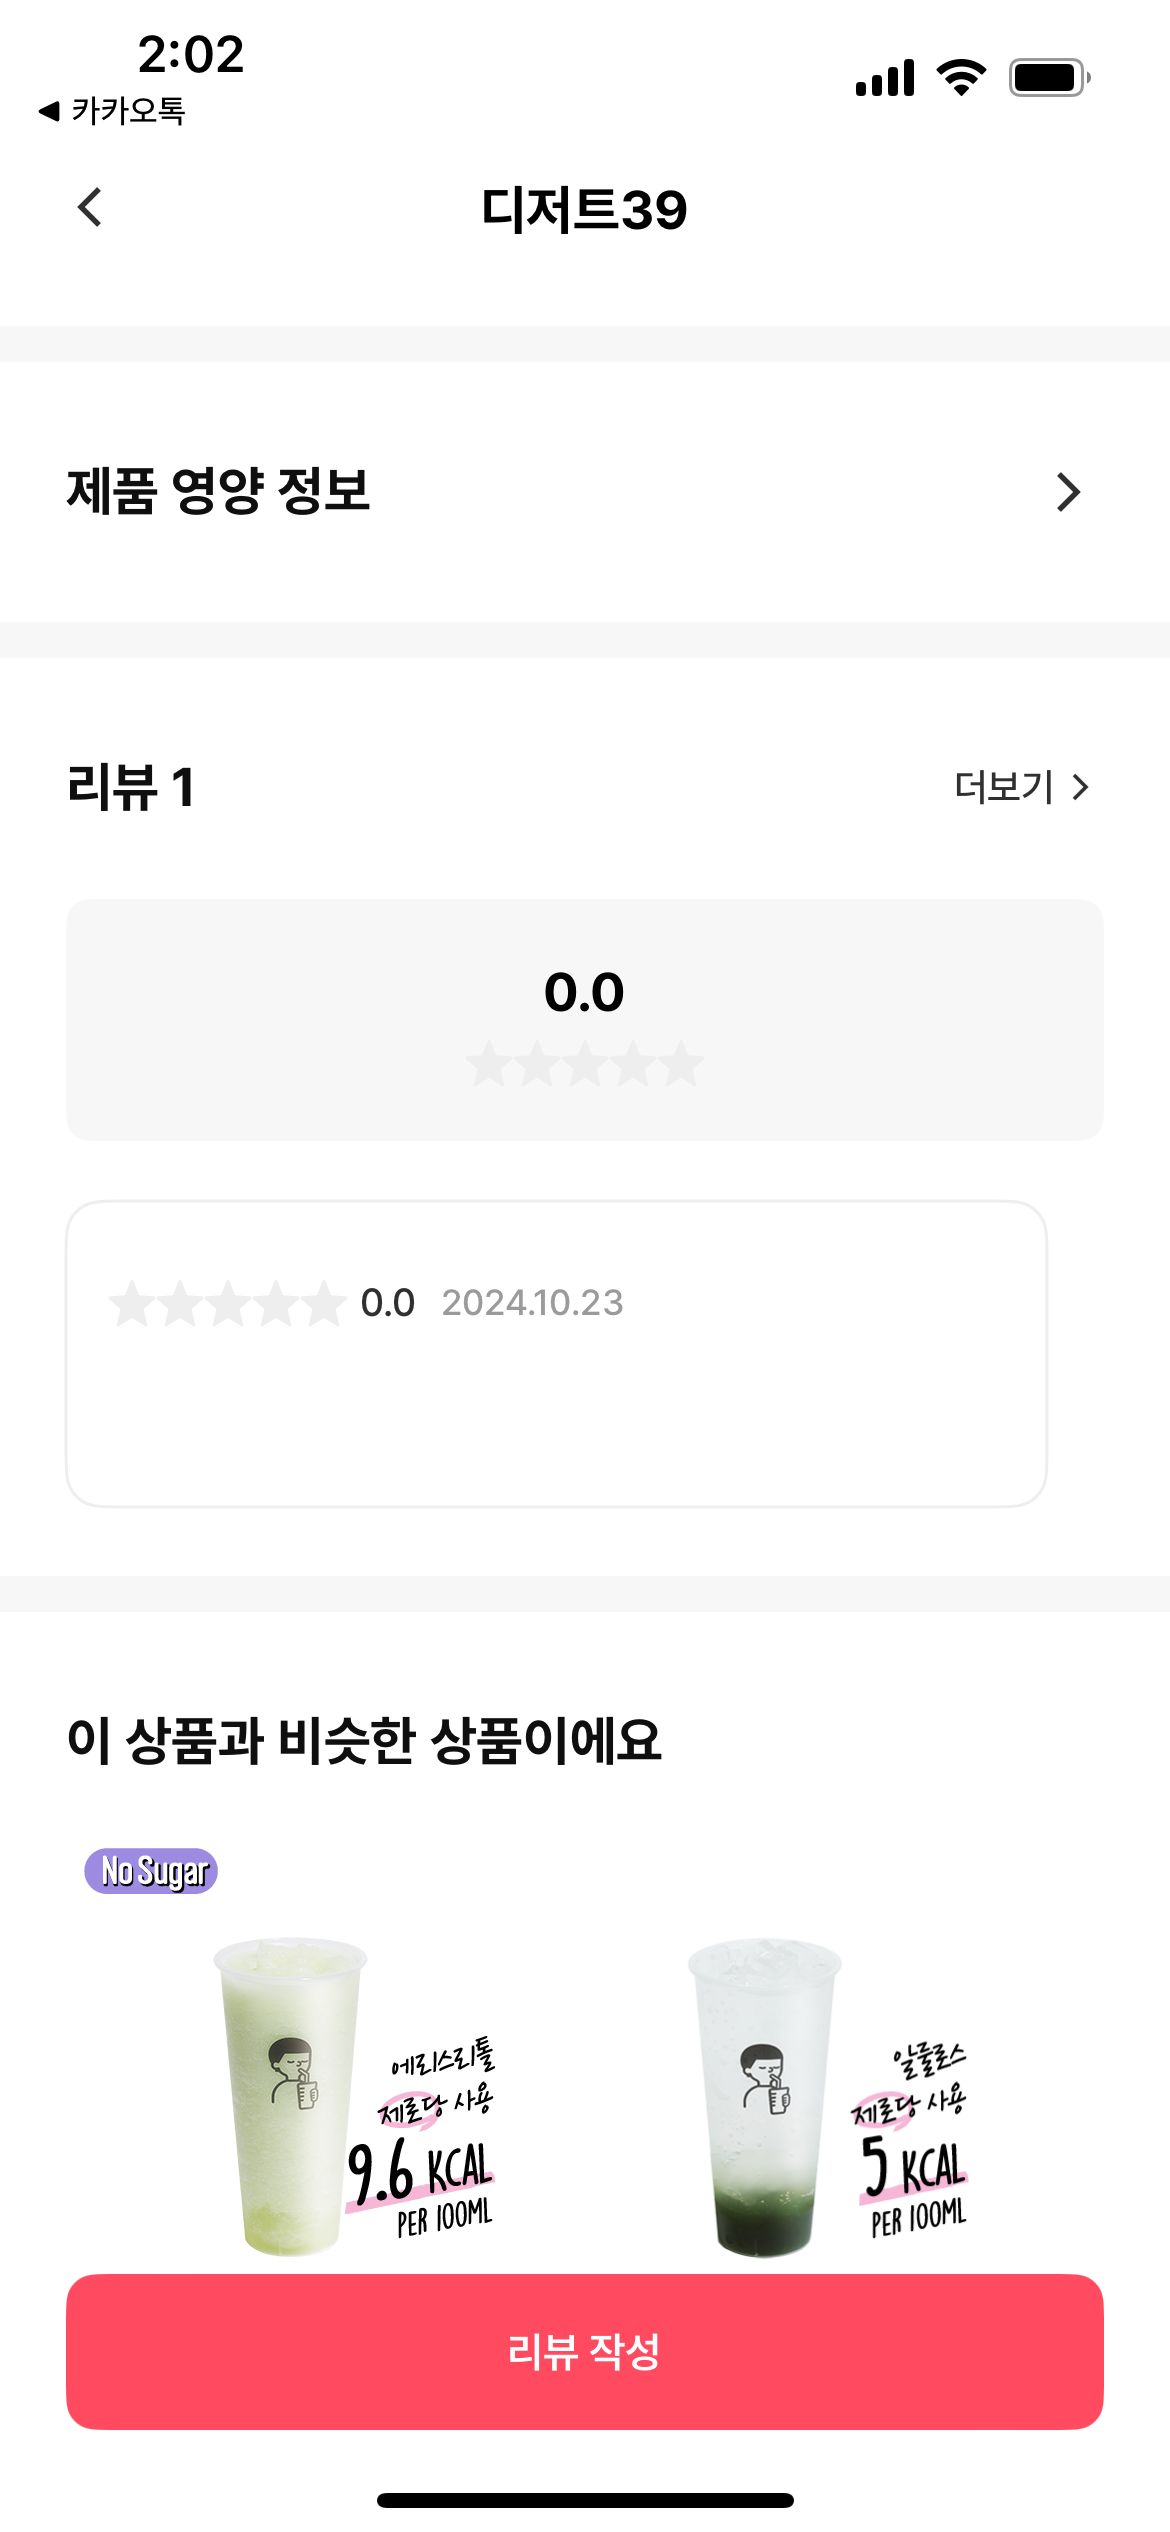 2:02
◀ 카카오톡
디저트39
제품 영양 정보
리뷰 1
더보기
0.0
0.0 2024.10.23
이 상품과 비슷한 상품이에요
No Sugar
에리스리톨
제로당 사용
9.6 KCAL
PER 100ML
알룰로스
제로당 사용
5 KCAL
PER 100ML
리뷰 작성